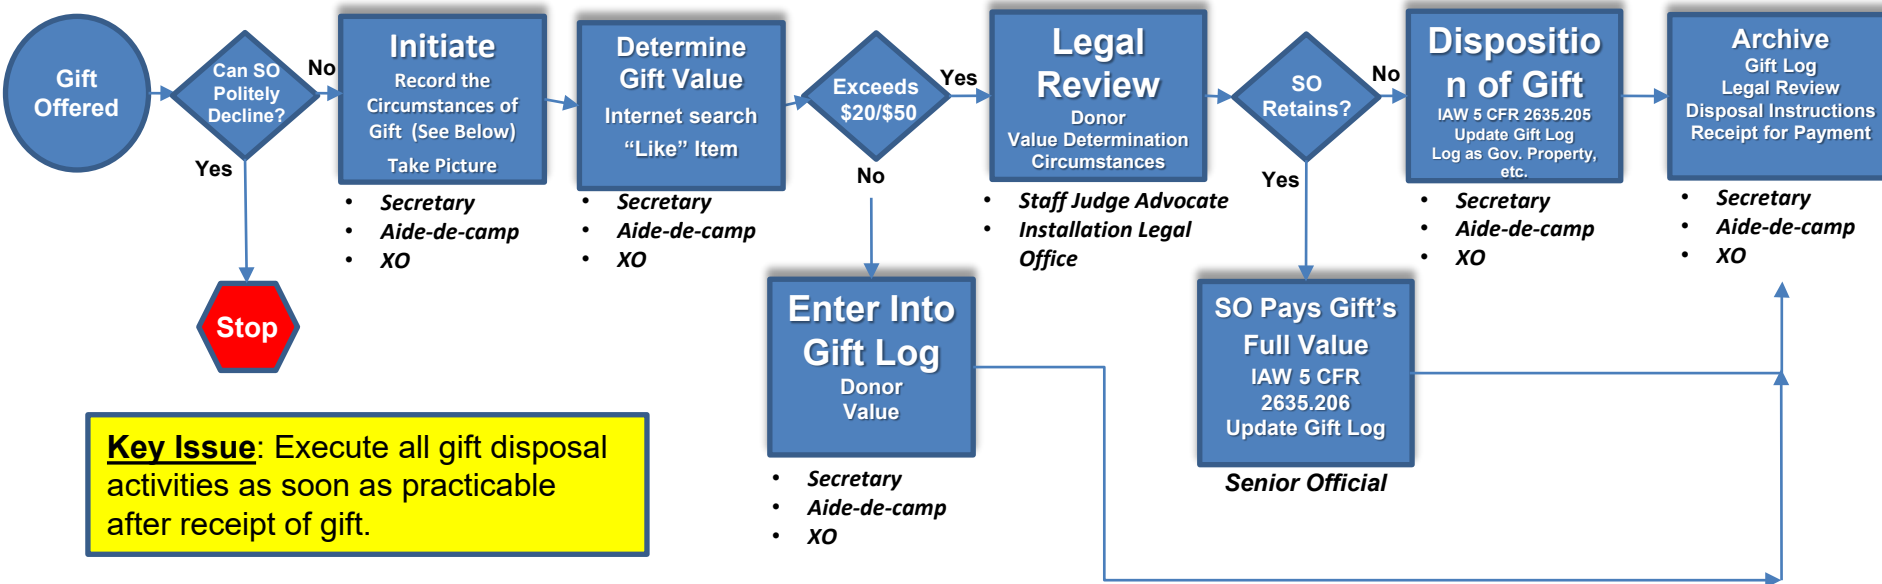 Gift
Offered
Can SO
Politely
Decline?
No
Yes
Stop
Initiate
Record the
Circumstances of
Gift (See Below)
Take Picture
• Secretary
• Aide-de-camp
• XO
Determine
Gift Value
Internet search
“Like” Item
• Secretary
• Aide-de-camp
• XO
Exceeds
$20/$50
Yes
No
Enter Into
Gift Log
Donor
Value
• Secretary
• Aide-de-camp
• XO
Legal
Review
Donor
Value Determination
Circumstances
• Staff Judge Advocate
• Installation Legal
Office
SO
Retains?
No
Yes
SO Pays Gift’s
Full Value
IAW 5 CFR
2635.206
Update Gift Log
Senior Official
Dispositio
n of Gift
IAW 5 CFR 2635.205
Update Gift Log
Log as Gov. Property,
etc.
• Secretary
• Aide-de-camp
• XO
Archive
Gift Log
Legal Review
Disposal Instructions
Receipt for Payment
• Secretary
• Aide-de-camp
• XO
Key Issue: Execute all gift disposal
activities as soon as practicable
after receipt of gift.